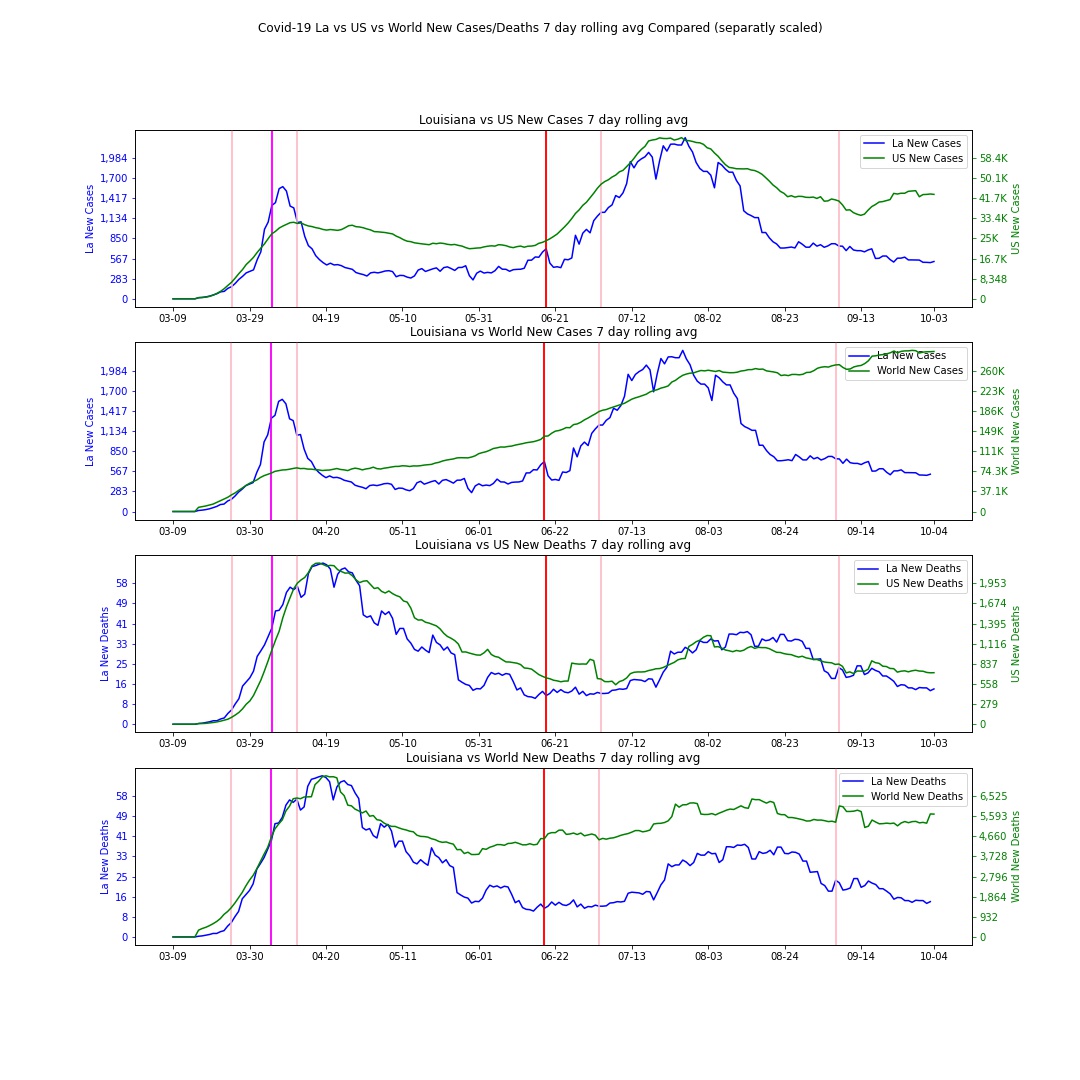 Covid-19 La vs US vs World New Cases/Deaths 7 day rolling avg Compared (separatly scaled)
Louisiana vs US New Cases 7 day rolling avg
La New Cases
1,984
1,700
1,417
1,134
850
567
283
0
La New Cases
US New Cases
58.4K
50.1K
41.7K
33.4K
25K
16.7K
8,348
0
US New Cases
03-09 03-29 04-19 05-10 05-31 06-21 07-12 08-02 08-23 09-13 10-03
Louisiana vs World New Cases 7 day rolling avg
La New Cases
1,984
1,700
1,417
1,134
850
567
283
0
La New Cases
World New Cases
260K
223K
186K
149K
111K
74.3K
37.1K
0
World New Cases
03-09 03-30 04-20 05-11 06-01 06-22 07-13 08-03 08-24 09-14 10-04
Louisiana vs US New Deaths 7 day rolling avg
La New Deaths
58
49
41
33
25
16
8
0
La New Deaths
US New Deaths
1,953
1,674
1,395
1,116
837
558
279
0
US New Deaths
03-09 03-29 04-19 05-10 05-31 06-21 07-12 08-02 08-23 09-13 10-03
Louisiana vs World New Deaths 7 day rolling avg
La New Deaths
58
49
41
33
25
16
8
0
La New Deaths
World New Deaths
6,525
5,593
4,660
3,728
2,796
1,864
932
0
World New Deaths
03-09 03-30 04-20 05-11 06-01 06-22 07-13 08-03 08-24 09-14 10-04